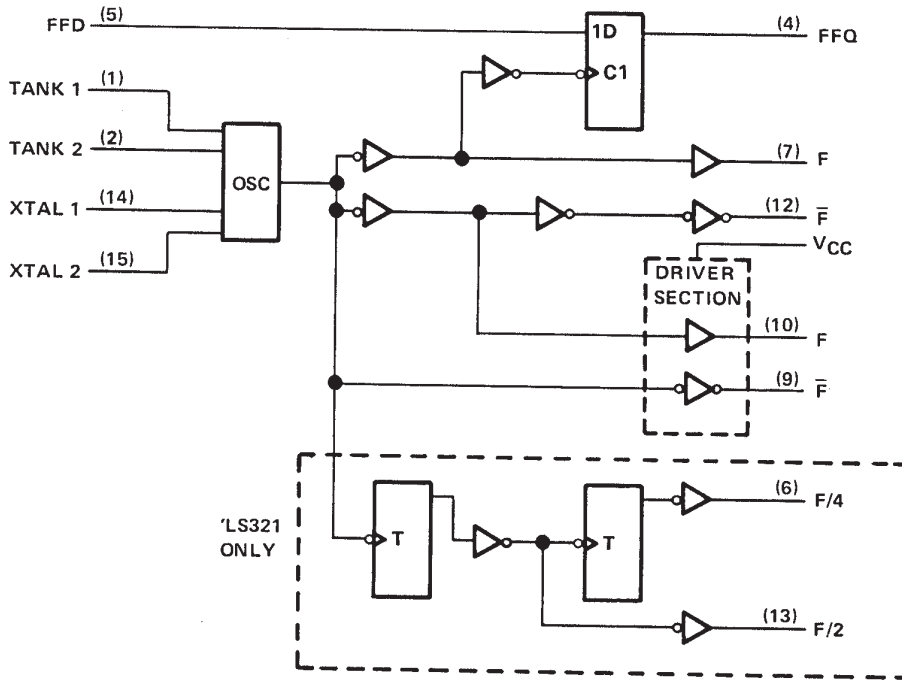 FFD (5)
1D
(4) FFQ
C1
TANK 1 (1)
TANK 2 (2)
OSC
(7) F
XTAL 1 (14)
(12) F̅
XTAL 2 (15)
VCC
DRIVER
SECTION
(10) F
(9) F̅
'LS321
ONLY
T
T
(6) F/4
(13) F/2